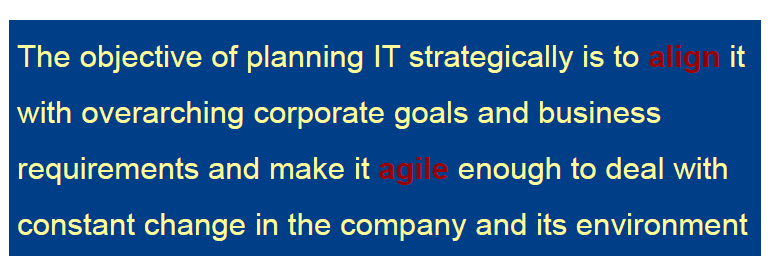 The objective of planning IT strategically is to align it
with overarching corporate goals and business
requirements and make it agile enough to deal with
constant change in the company and its environment